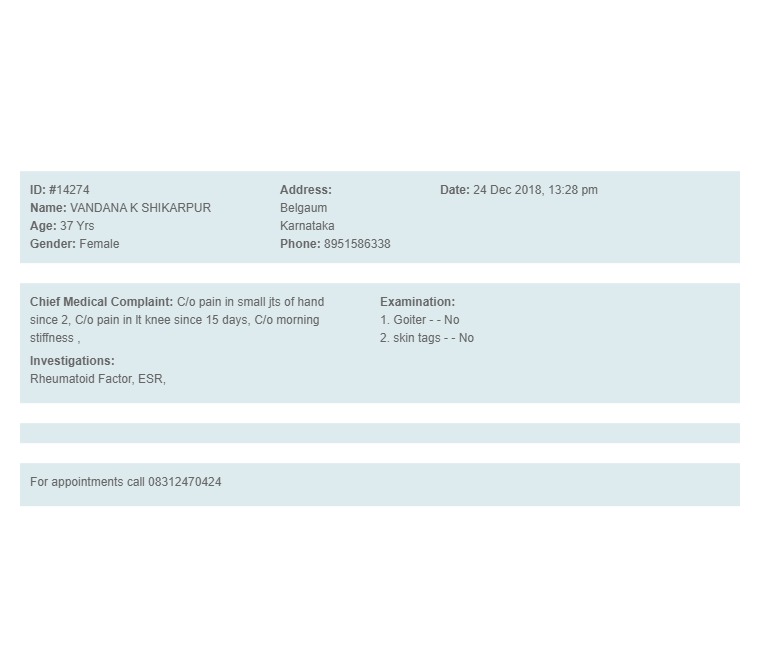 ID: #14274
Name: VANDANA K SHIKARPUR
Age: 37 Yrs
Gender: Female
Address:
Belgaum
Karnataka
Phone: 8951586338
Date: 24 Dec 2018, 13:28 pm
Chief Medical Complaint: C/o pain in small jts of hand
since 2, C/o pain in lt knee since 15 days, C/o morning
stiffness ,
Investigations:
Rheumatoid Factor, ESR,
Examination:
1. Goiter - - No
2. skin tags - - No
For appointments call 08312470424